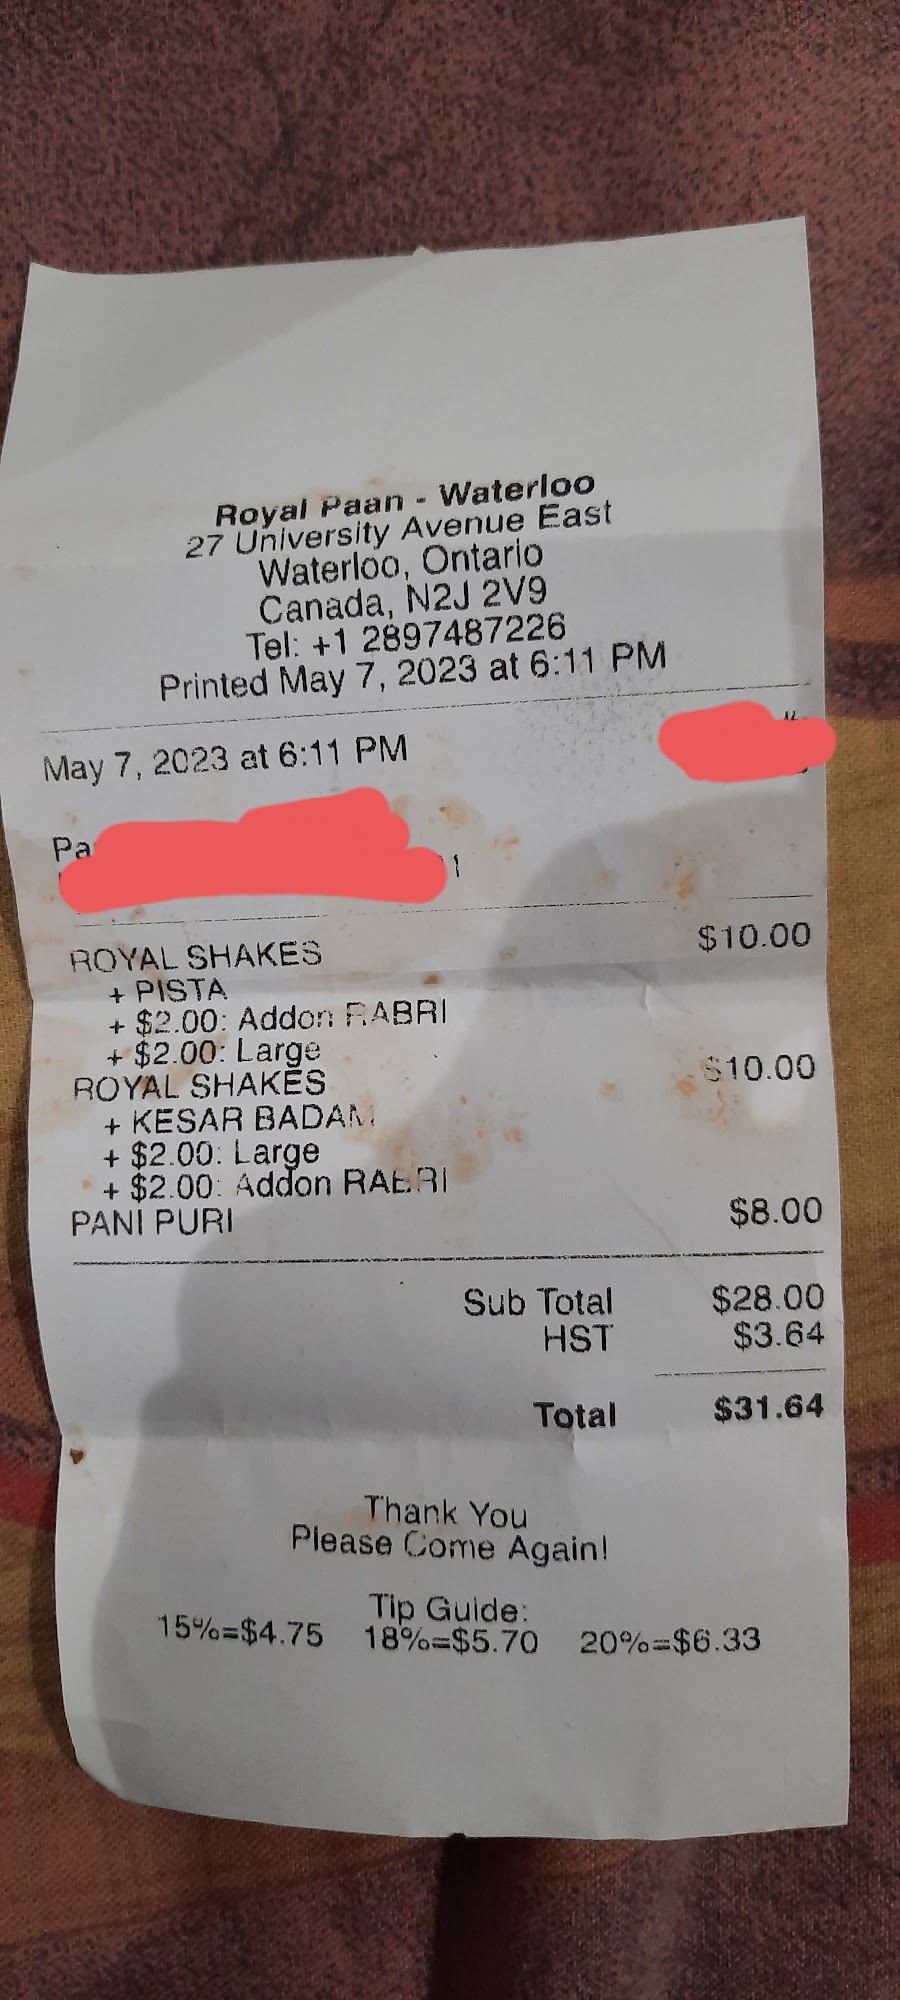 Royal Paan - Waterloo
27 University Avenue East
Waterloo, Ontario
Canada, N2J 2V9
Tel: +1 2897487226
Printed May 7, 2023 at 6:11 PM
May 7, 2023 at 6:11 PM
Pa
1
ROYAL SHAKES $10.00
+ PISTA
+ $2.00: Addon RABRI
+ $2.00: Large
ROYAL SHAKES $10.00
+ KESAR BADAM
+ $2.00: Large
+ $2.00: Addon RABRI
PANI PURI $8.00
Sub Total $28.00
HST $3.64
Total $31.64
Thank You
Please Come Again!
Tip Guide:
15%=$4.75 18%=$5.70 20%=$6.33